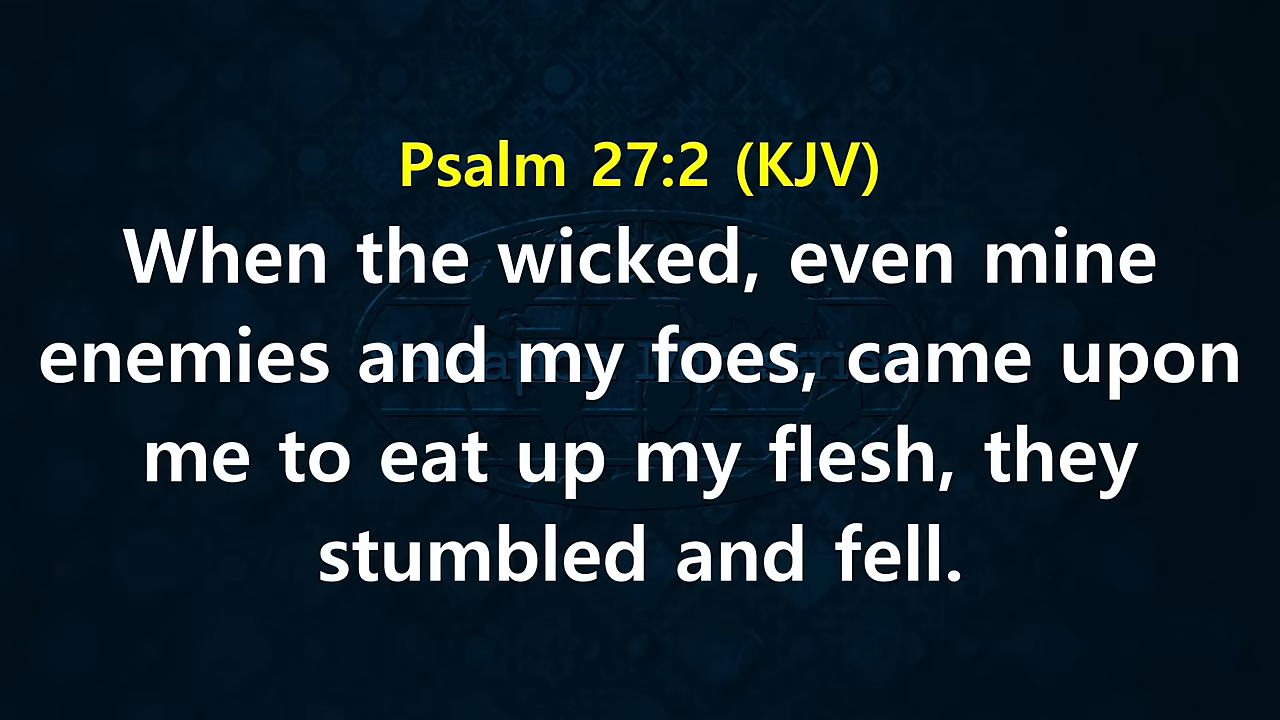 Psalm 27:2 (KJV)
When the wicked, even mine
enemies and my foes, came upon
me to eat up my flesh, they
stumbled and fell.